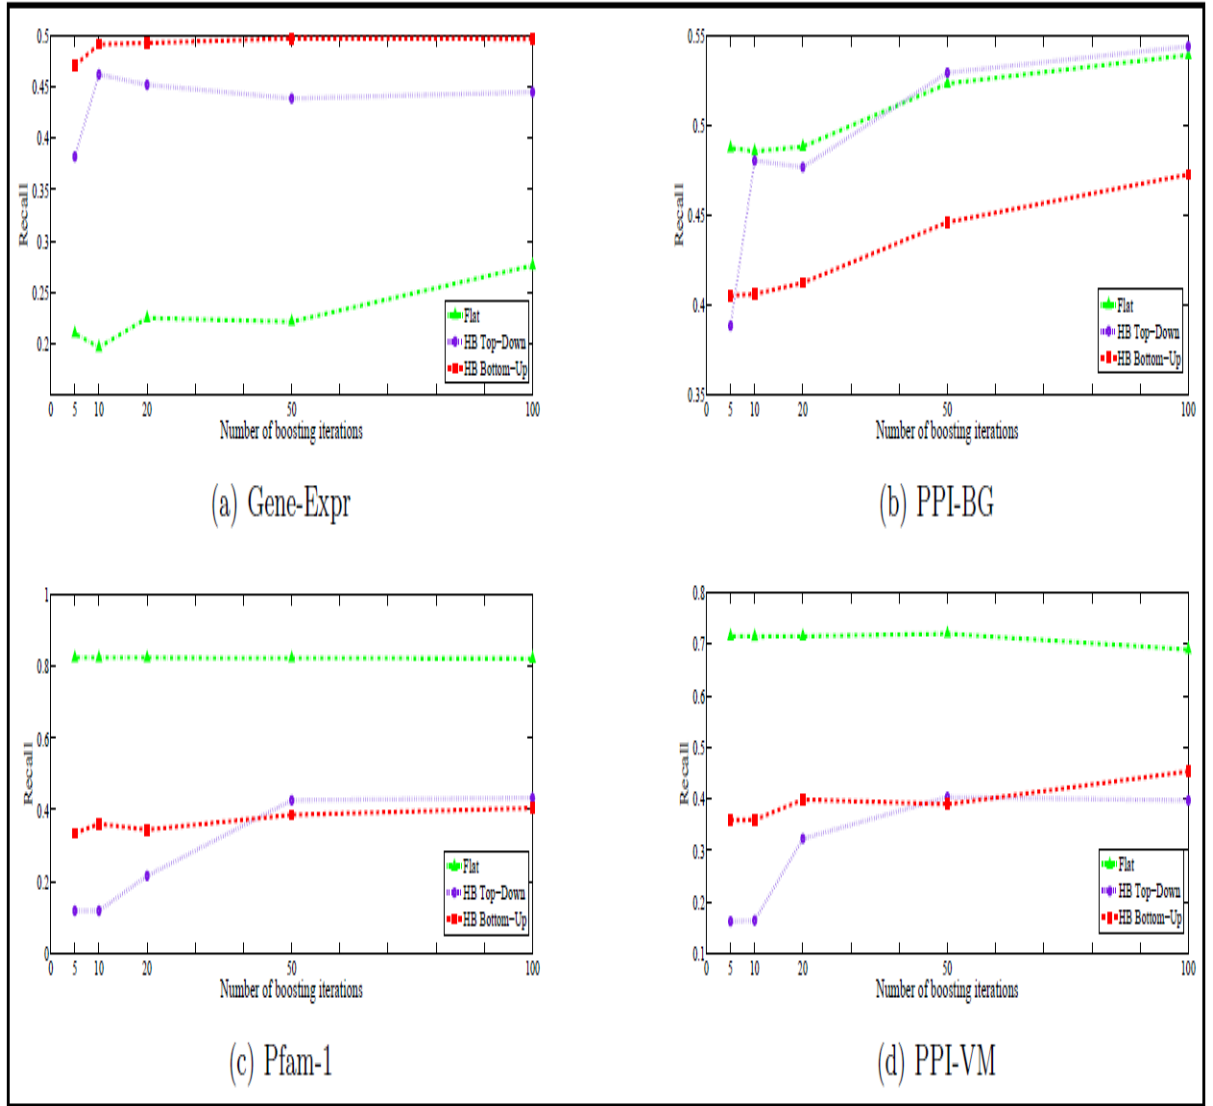 0.5
0.45
0.4
0.35
0.3
0.25
0.2
Recall
0 5 10 20 50 100
Number of boosting iterations
Flat
HB Top-Down
HB Bottom-Up
(a) Gene-Expr
0.55
0.5
0.45
0.4
0.35
Recall
0 5 10 20 50 100
Number of boosting iterations
Flat
HB Top-Down
HB Bottom-Up
(b) PPI-BG
1
0.8
0.6
0.4
0.2
0
Recall
0 5 10 20 50 100
Number of boosting iterations
Flat
HB Top-Down
HB Bottom-Up
(c) Pfam-1
0.8
0.7
0.6
0.5
0.4
0.3
0.2
0.1
Recall
0 5 10 20 50 100
Number of boosting iterations
Flat
HB Top-Down
HB Bottom-Up
(d) PPI-VM